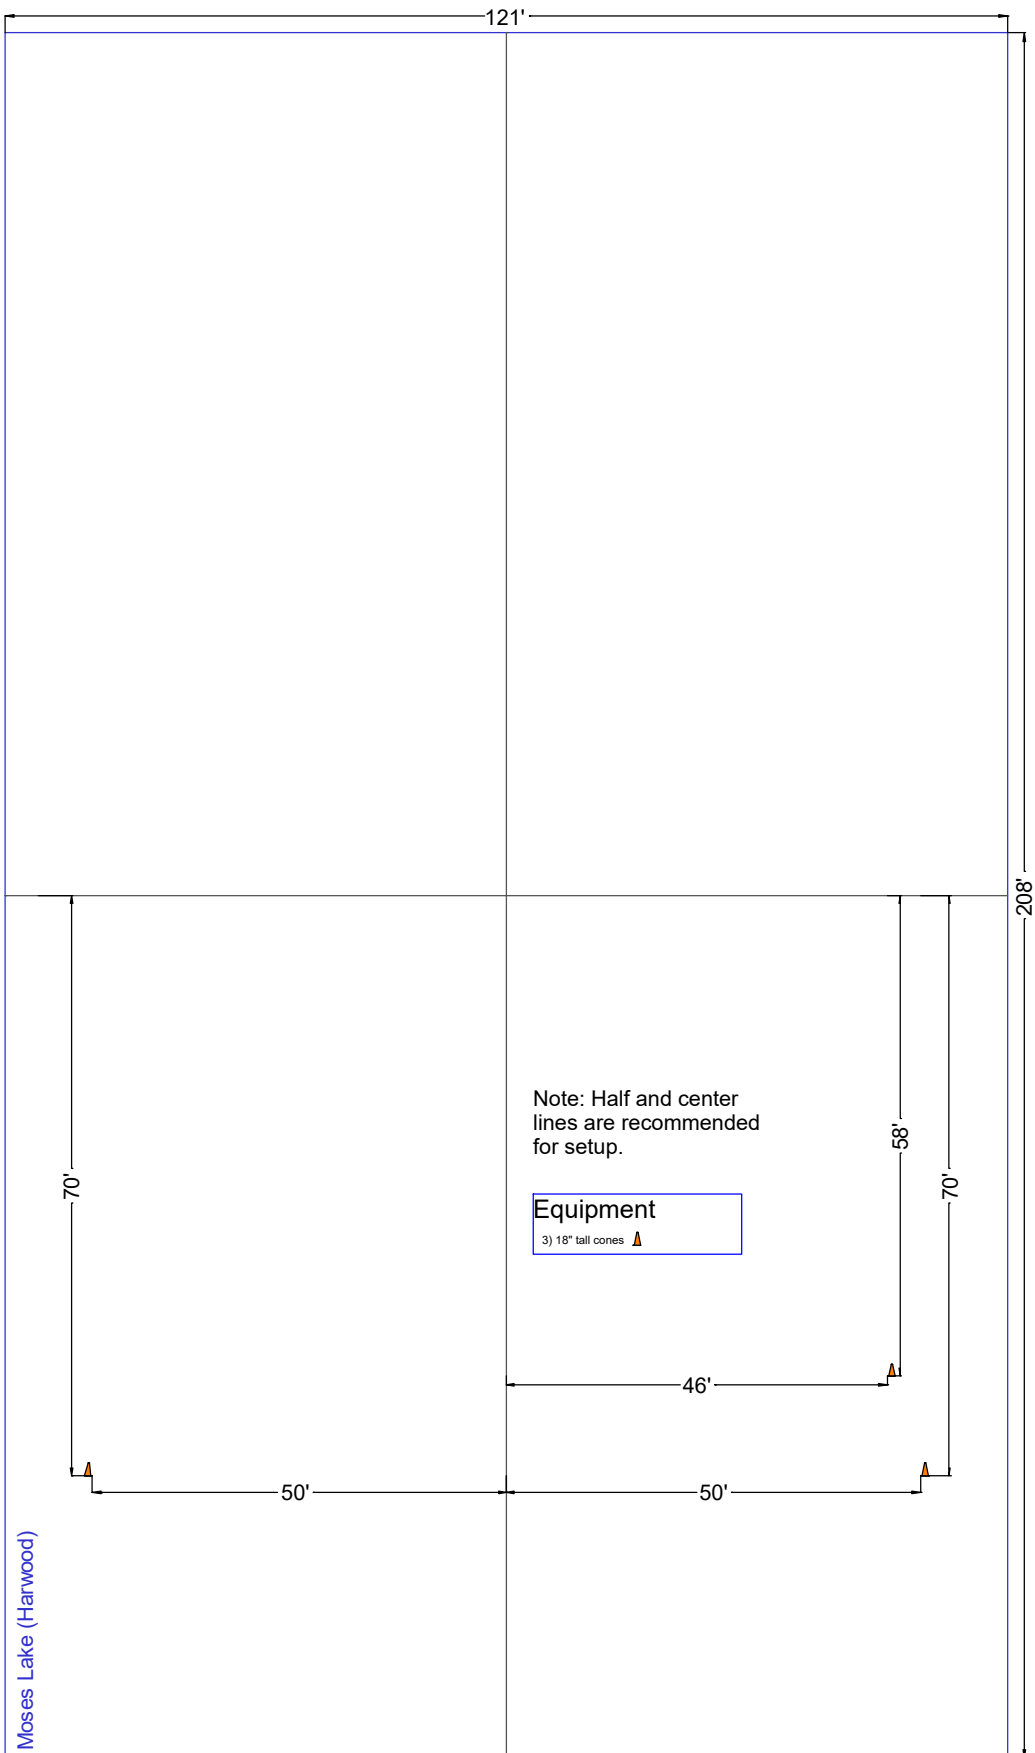 121'
208'
Note: Half and center
lines are recommended
for setup.
58'
70'
70'
Equipment
3) 18" tall cones
46'
50'
50'
Moses Lake (Harwood)